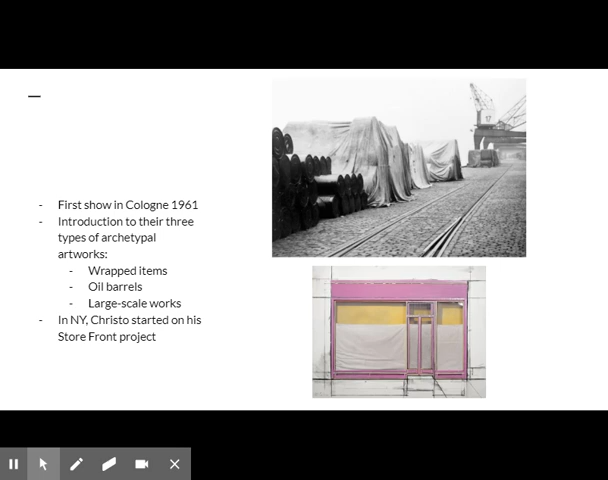 - First show in Cologne 1961
- Introduction to their three
types of archetypal
artworks:
- Wrapped items
- Oil barrels
- Large-scale works
- In NY, Christo started on his
Store Front project